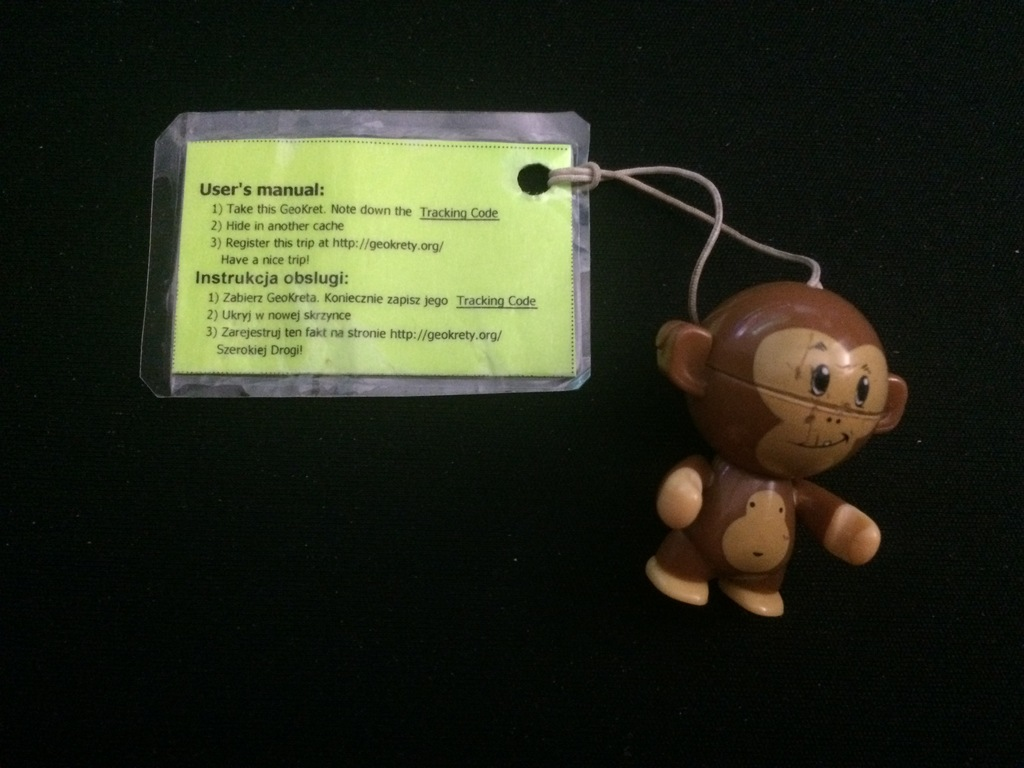 User's manual:
1) Take this GeoKret. Note down the Tracking Code
2) Hide in another cache
3) Register this trip at http://geokrety.org/
Have a nice trip!
Instrukcja obslugi:
1) Zabierz GeoKreta. Koniecznie zapisz jego Tracking Code
2) Ukryj w nowej skrzynce
3) Zarejestruj ten fakt na stronie http://geokrety.org/
Szerokiej Drogi!